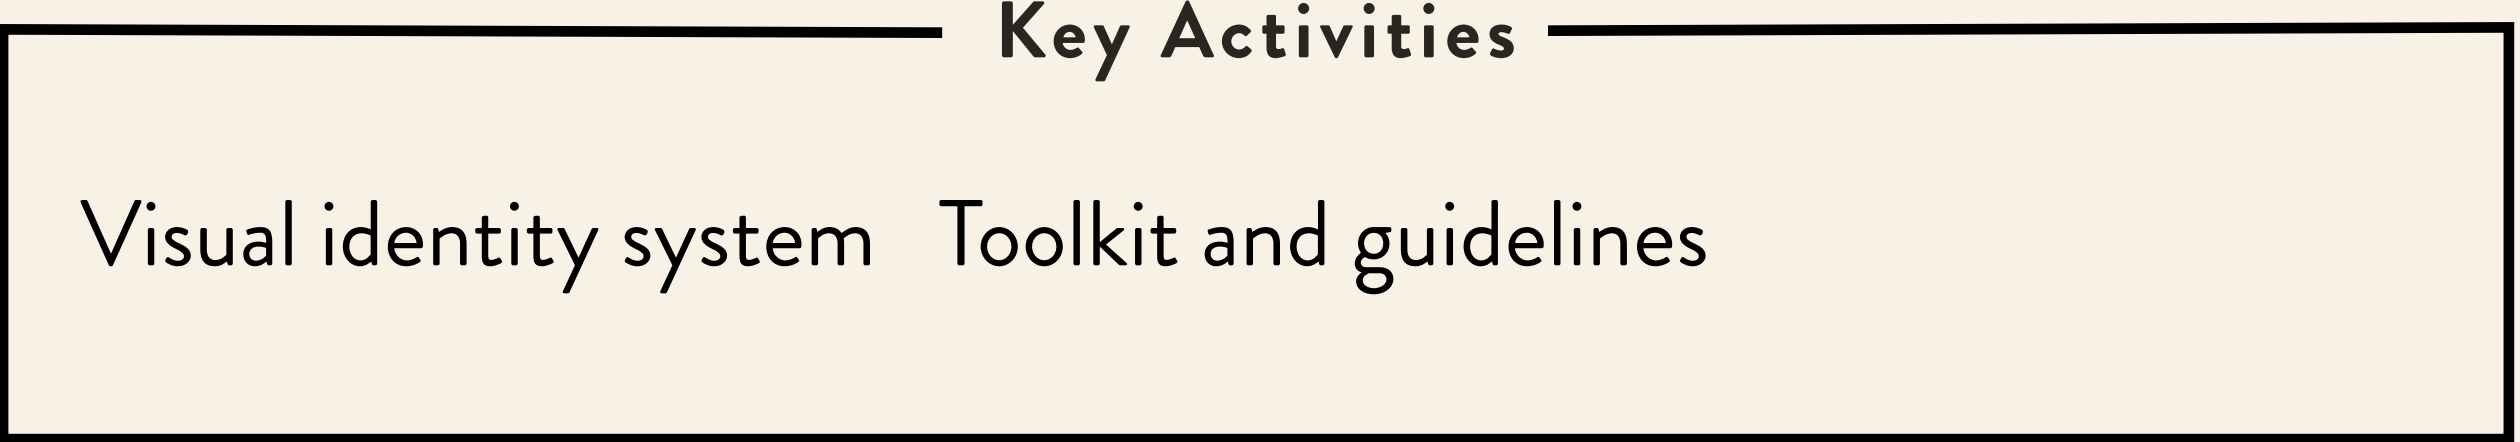 Key Activities
Visual identity system Toolkit and guidelines